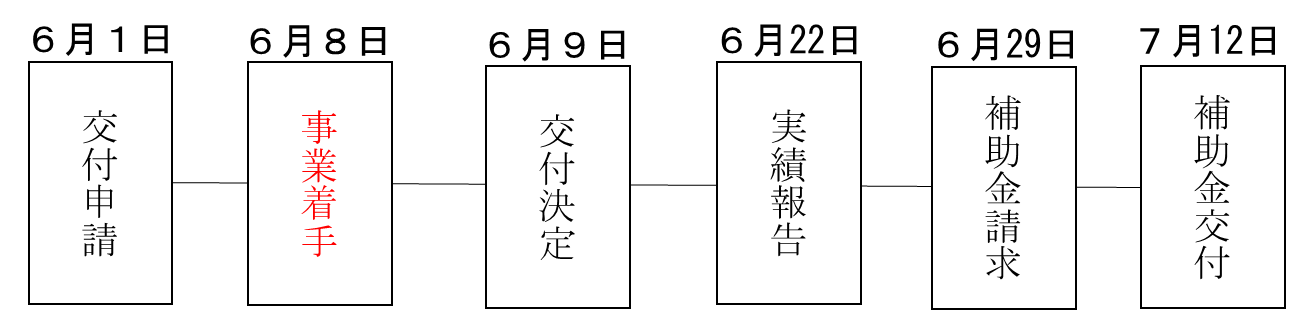 ６月１日
交付申請
６月８日
事業着手
６月９日
交付決定
６月22日
実績報告
６月29日
補助金請求
７月12日
補助金交付